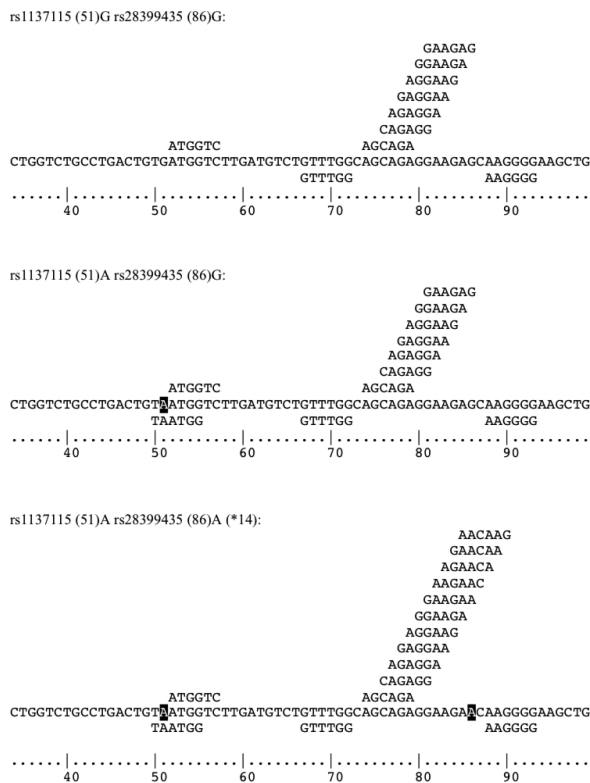 rs1137115 (51)G rs28399435 (86)G:
GAAGAG
GGAAGA
AGGAAG
GAGGAA
AGAGGA
CAGAGG
ATGGTC AGCAGA
CTGGTCTGCCTGACTGTGATGGTCTTGATGTCTGTTTGGCAGCAGAGGAAGAGCAAGGGGAAGCTG
GTTTGG AAGGGG
......|.........|.........|.........|.........|.........|.........
40 50 60 70 80 90
rs1137115 (51)A rs28399435 (86)G:
GAAGAG
GGAAGA
AGGAAG
GAGGAA
AGAGGA
CAGAGG
ATGGTC AGCAGA
CTGGTCTGCCTGACTGTAATGGTCTTGATGTCTGTTTGGCAGCAGAGGAAGAGCAAGGGGAAGCTG
TAATGG GTTTGG AAGGGG
......|.........|.........|.........|.........|.........|.........
40 50 60 70 80 90
rs1137115 (51)A rs28399435 (86)A (*14):
AACAAG
GAACAA
AGAACA
AAGAAC
GAAGAA
GGAAGA
AGGAAG
GAGGAA
AGAGGA
CAGAGG
ATGGTC AGCAGA
CTGGTCTGCCTGACTGTAATGGTCTTGATGTCTGTTTGGCAGCAGAGGAAGAACAAGGGGAAGCTG
TAATGG GTTTGG AAGGGG
......|.........|.........|.........|.........|.........|.........
40 50 60 70 80 90